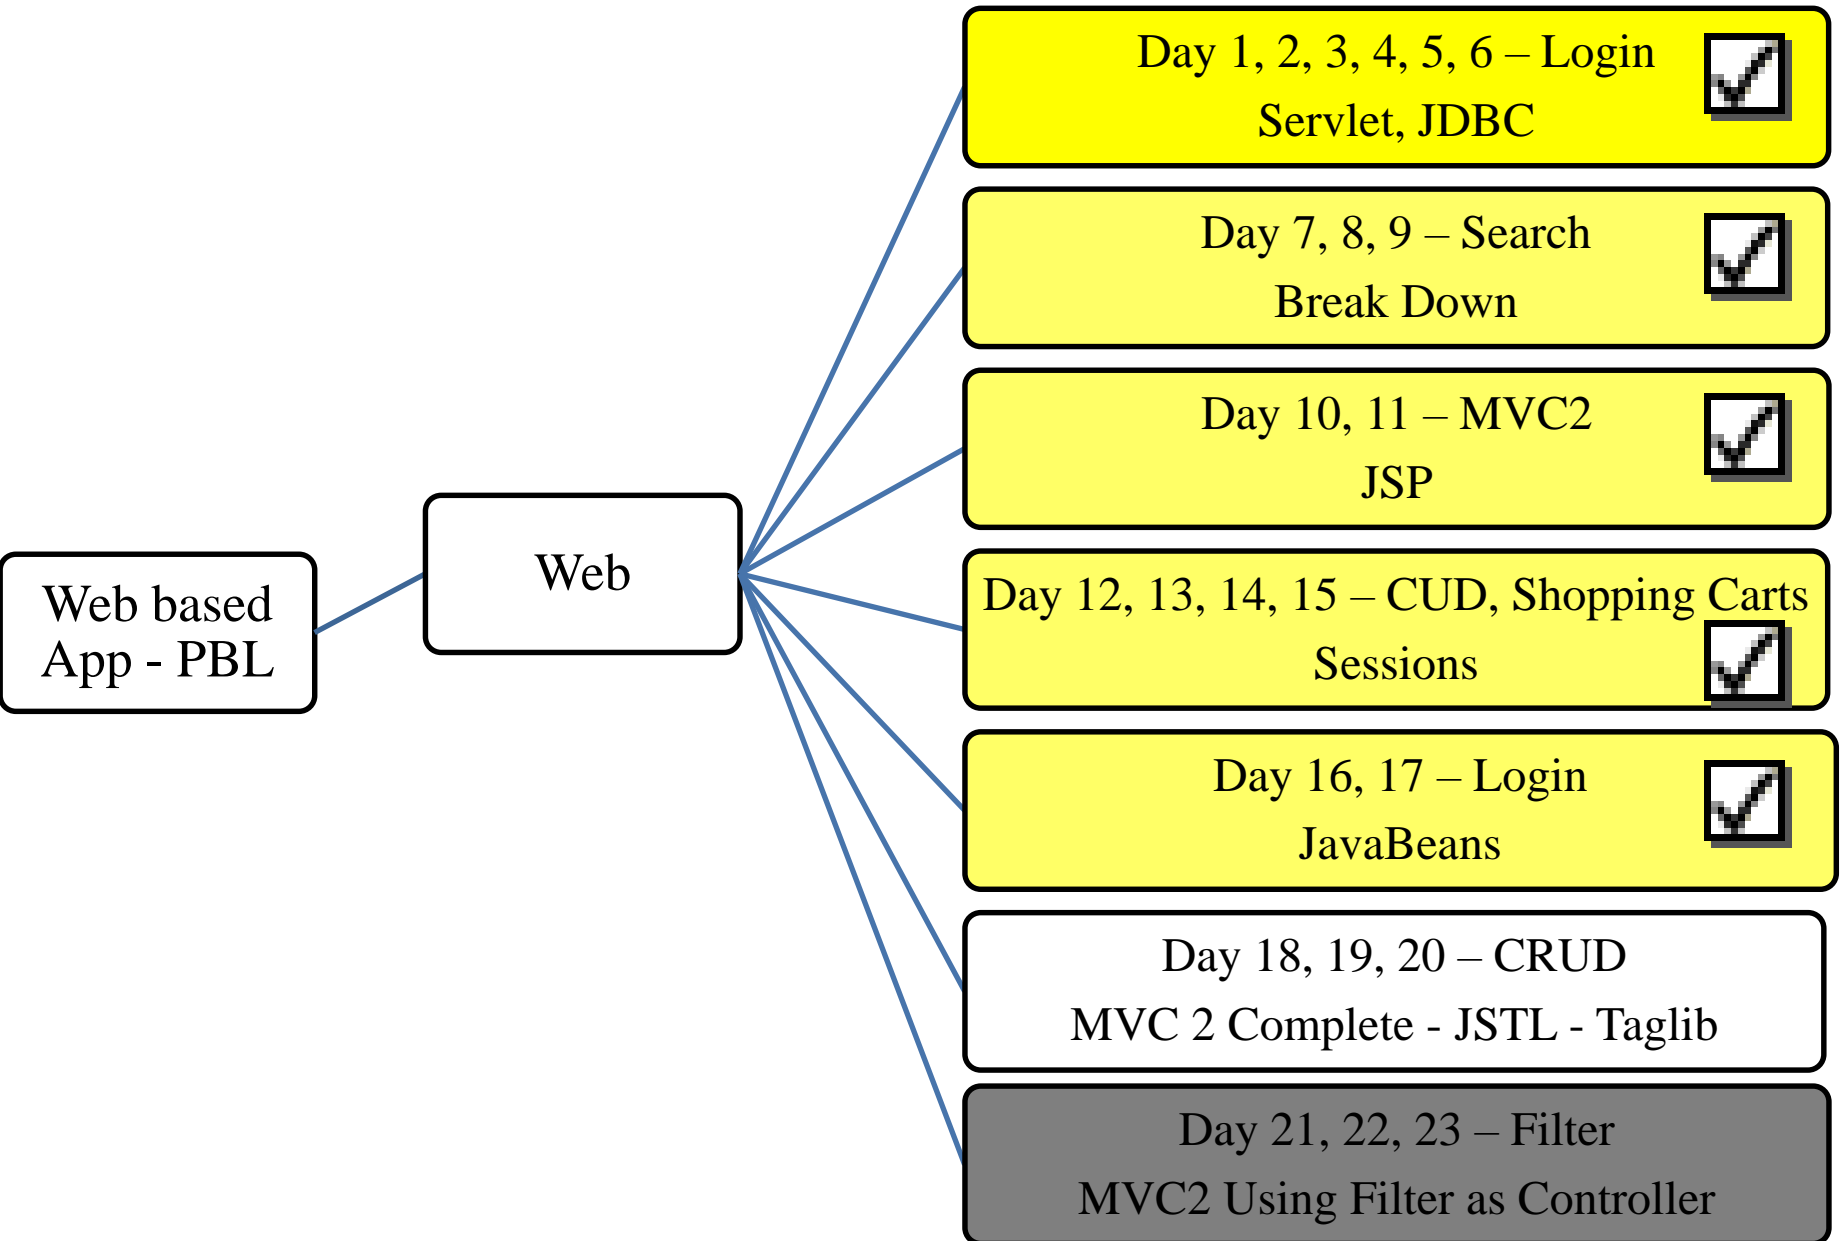 Web based
App - PBL
Web
Day 1, 2, 3, 4, 5, 6 – Login
Servlet, JDBC
Day 7, 8, 9 – Search
Break Down
Day 10, 11 – MVC2
JSP
Day 12, 13, 14, 15 – CUD, Shopping Carts
Sessions
Day 16, 17 – Login
JavaBeans
Day 18, 19, 20 – CRUD
MVC 2 Complete - JSTL - Taglib
Day 21, 22, 23 – Filter
MVC2 Using Filter as Controller